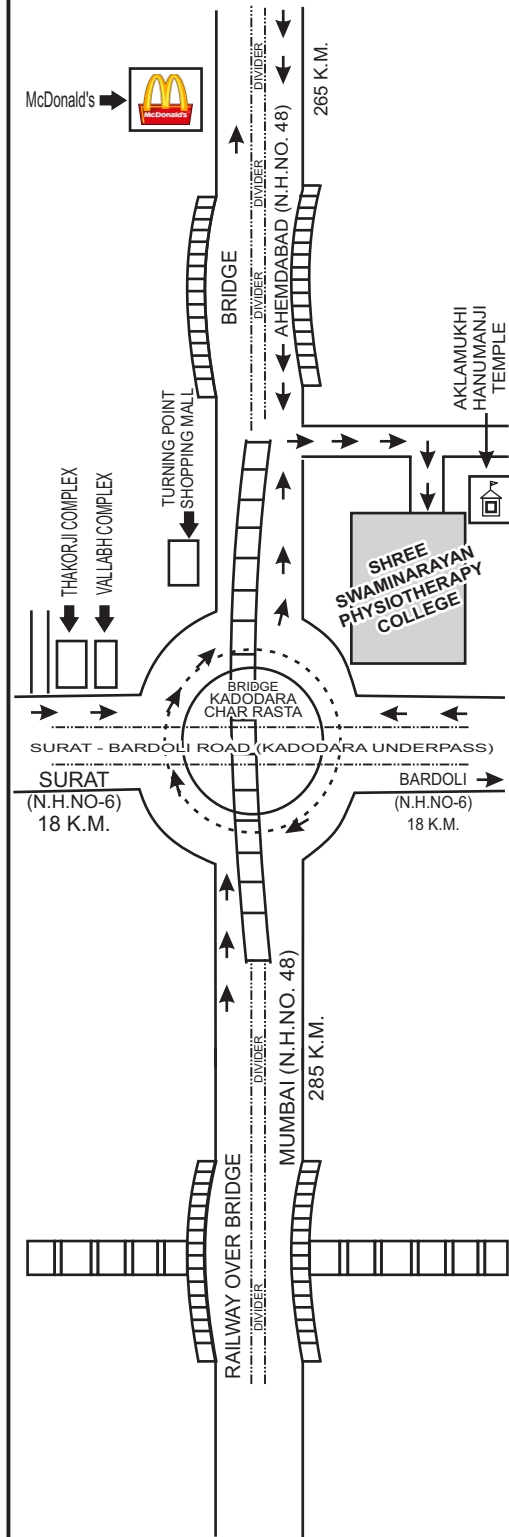 DIVIDER
265 K.M.
McDonald's
McDonald's
DIVIDER
AHEMDABAD (N.H.NO. 48)
BRIDGE
DIVIDER
AKLAMUKHI
HANUMANJI
TEMPLE
TURNING POINT
SHOPPING MALL
THAKORJI COMPLEX
VALLABH COMPLEX
SHREE
SWAMINARAYAN
PHYSIOTHERAPY
COLLEGE
BRIDGE
KADODARA
CHAR RASTA
SURAT - BARDOLI ROAD (KADODARA UNDERPASS)
SURAT
(N.H.NO-6)
18 K.M.
BARDOLI
(N.H.NO-6)
18 K.M.
MUMBAI (N.H.NO. 48)
285 K.M.
DIVIDER
RAILWAY OVER BRIDGE
DIVIDER